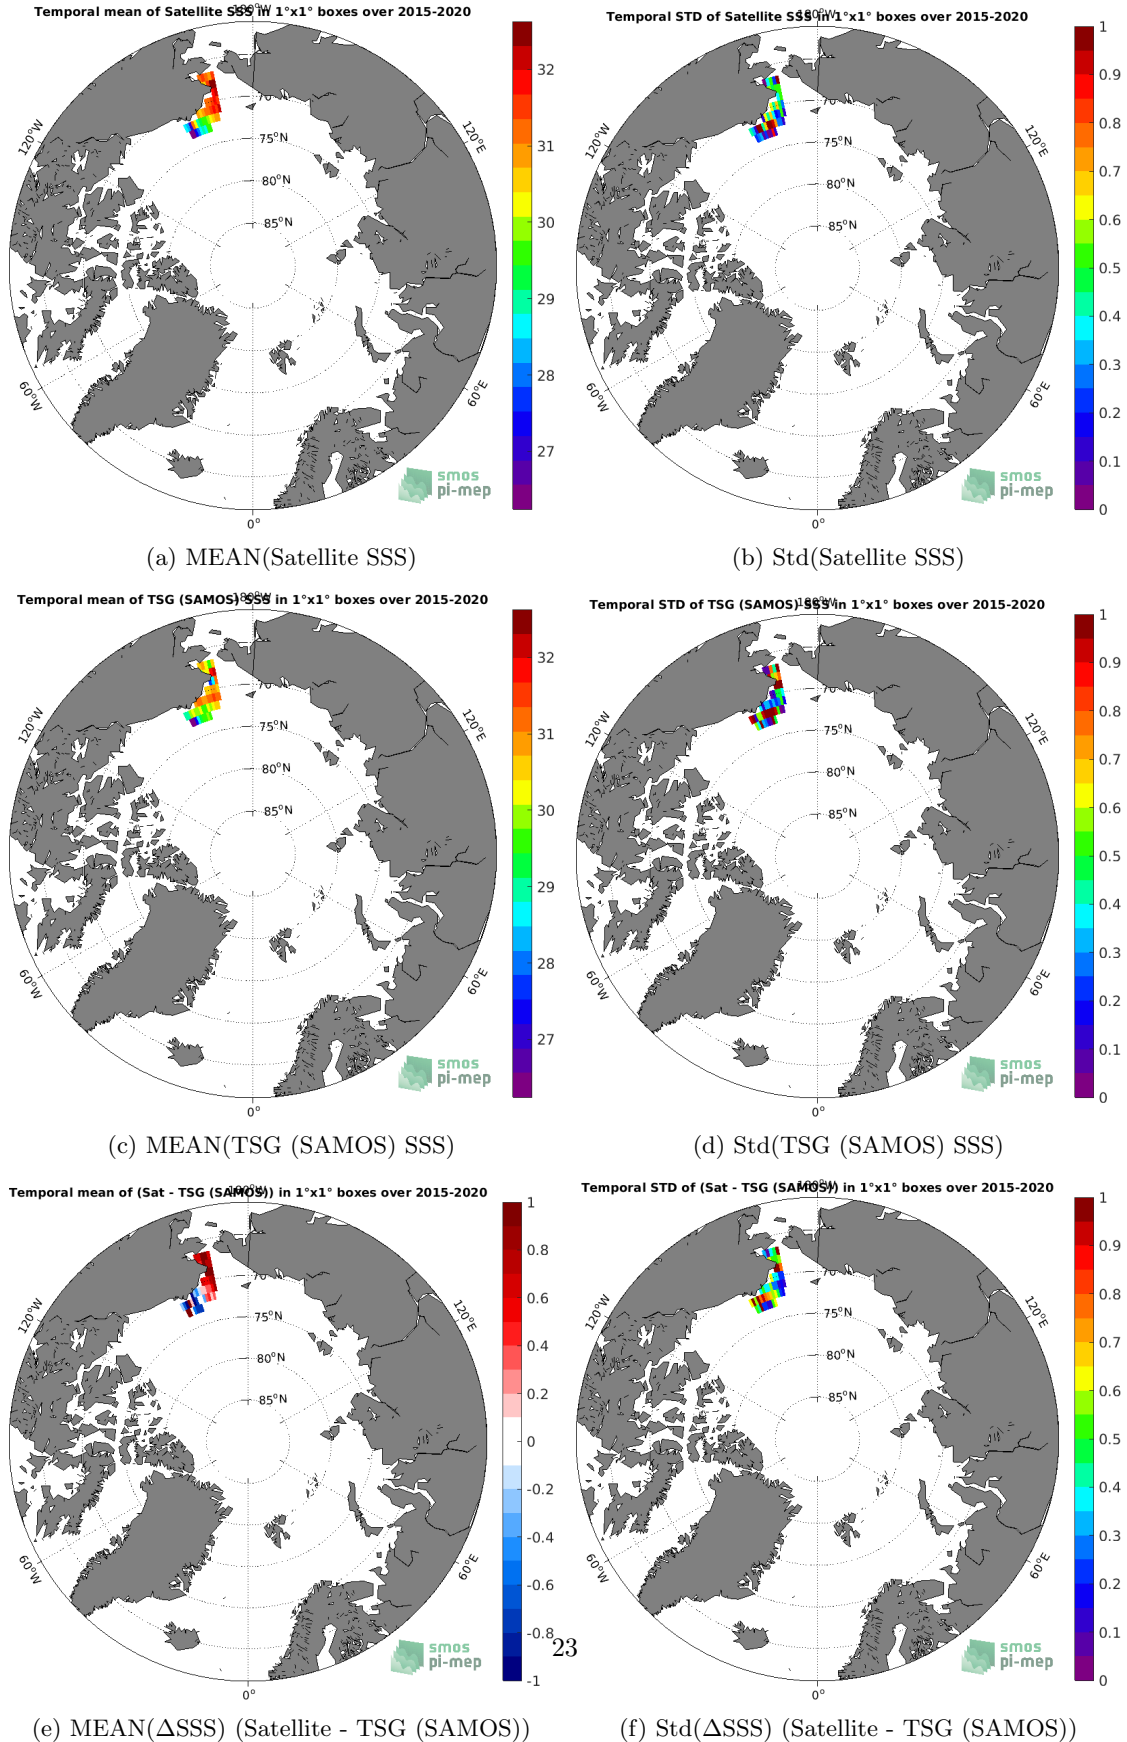 Temporal mean of Satellite SSS in 1°x1° boxes over 2015-2020
180°W
120°W
120°E
70
75°N
80°N
85°N
60°W
60°E
0°
32
31
30
29
28
27
smos
pi-mep
(a) MEAN(Satellite SSS)
Temporal STD of Satellite SSS in 1°x1° boxes over 2015-2020
180°W
120°W
120°E
70
75°N
80°N
85°N
60°W
60°E
0°
1
0.9
0.8
0.7
0.6
0.5
0.4
0.3
0.2
0.1
0
smos
pi-mep
(b) Std(Satellite SSS)
Temporal mean of TSG (SAMOS) SSS in 1°x1° boxes over 2015-2020
180°W
120°W
120°E
70
75°N
80°N
85°N
60°W
60°E
0°
32
31
30
29
28
27
smos
pi-mep
(c) MEAN(TSG (SAMOS) SSS)
Temporal STD of TSG (SAMOS) SSS in 1°x1° boxes over 2015-2020
180°W
120°W
120°E
70
75°N
80°N
85°N
60°W
60°E
0°
1
0.9
0.8
0.7
0.6
0.5
0.4
0.3
0.2
0.1
0
smos
pi-mep
(d) Std(TSG (SAMOS) SSS)
Temporal mean of (Sat - TSG (SAMOS)) in 1°x1° boxes over 2015-2020
180°W
120°W
120°E
70
75°N
80°N
85°N
60°W
60°E
0°
1
0.8
0.6
0.4
0.2
0
-0.2
-0.4
-0.6
-0.8
-1
smos
pi-mep
(e) MEAN(ΔSSS) (Satellite - TSG (SAMOS))
Temporal STD of (Sat - TSG (SAMOS)) in 1°x1° boxes over 2015-2020
180°W
120°W
120°E
70
75°N
80°N
85°N
60°W
60°E
0°
1
0.9
0.8
0.7
0.6
0.5
0.4
0.3
0.2
0.1
0
smos
pi-mep
(f) Std(ΔSSS) (Satellite - TSG (SAMOS))
23